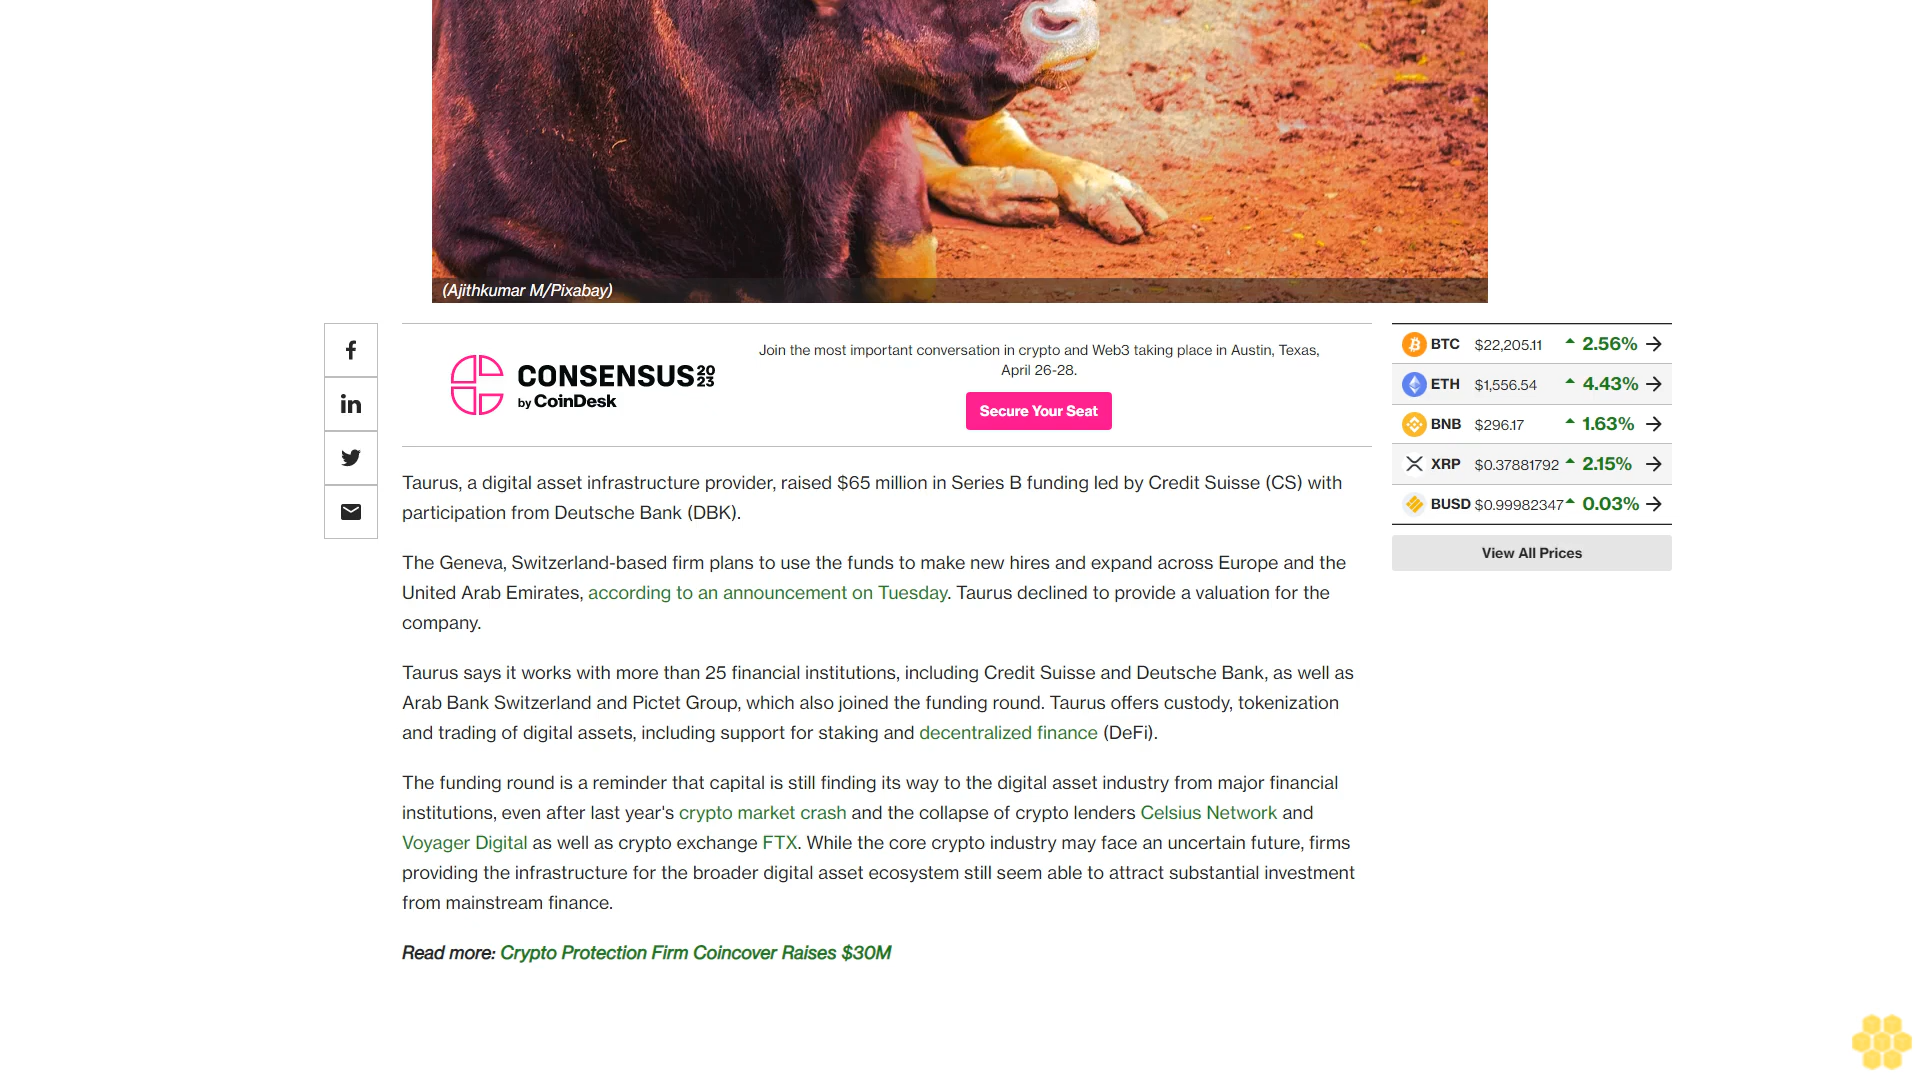 (Ajithkumar M/Pixabay)
CONSENSUS 20 23
by CoinDesk
Join the most important conversation in crypto and Web3 taking place in Austin, Texas,
April 26-28.
Secure Your Seat
Taurus, a digital asset infrastructure provider, raised $65 million in Series B funding led by Credit Suisse (CS) with
participation from Deutsche Bank (DBK).
The Geneva, Switzerland-based firm plans to use the funds to make new hires and expand across Europe and the
United Arab Emirates, according to an announcement on Tuesday. Taurus declined to provide a valuation for the
company.
Taurus says it works with more than 25 financial institutions, including Credit Suisse and Deutsche Bank, as well as
Arab Bank Switzerland and Pictet Group, which also joined the funding round. Taurus offers custody, tokenization
and trading of digital assets, including support for staking and decentralized finance (DeFi).
The funding round is a reminder that capital is still finding its way to the digital asset industry from major financial
institutions, even after last year's crypto market crash and the collapse of crypto lenders Celsius Network and
Voyager Digital as well as crypto exchange FTX. While the core crypto industry may face an uncertain future, firms
providing the infrastructure for the broader digital asset ecosystem still seem able to attract substantial investment
from mainstream finance.
Read more: Crypto Protection Firm Coincover Raises $30M
BTC $22,205.11 2.56%
ETH $1,556.54 4.43%
BNB $296.17 1.63%
XRP $0.37881792 2.15%
BUSD $0.99982347 0.03%
View All Prices